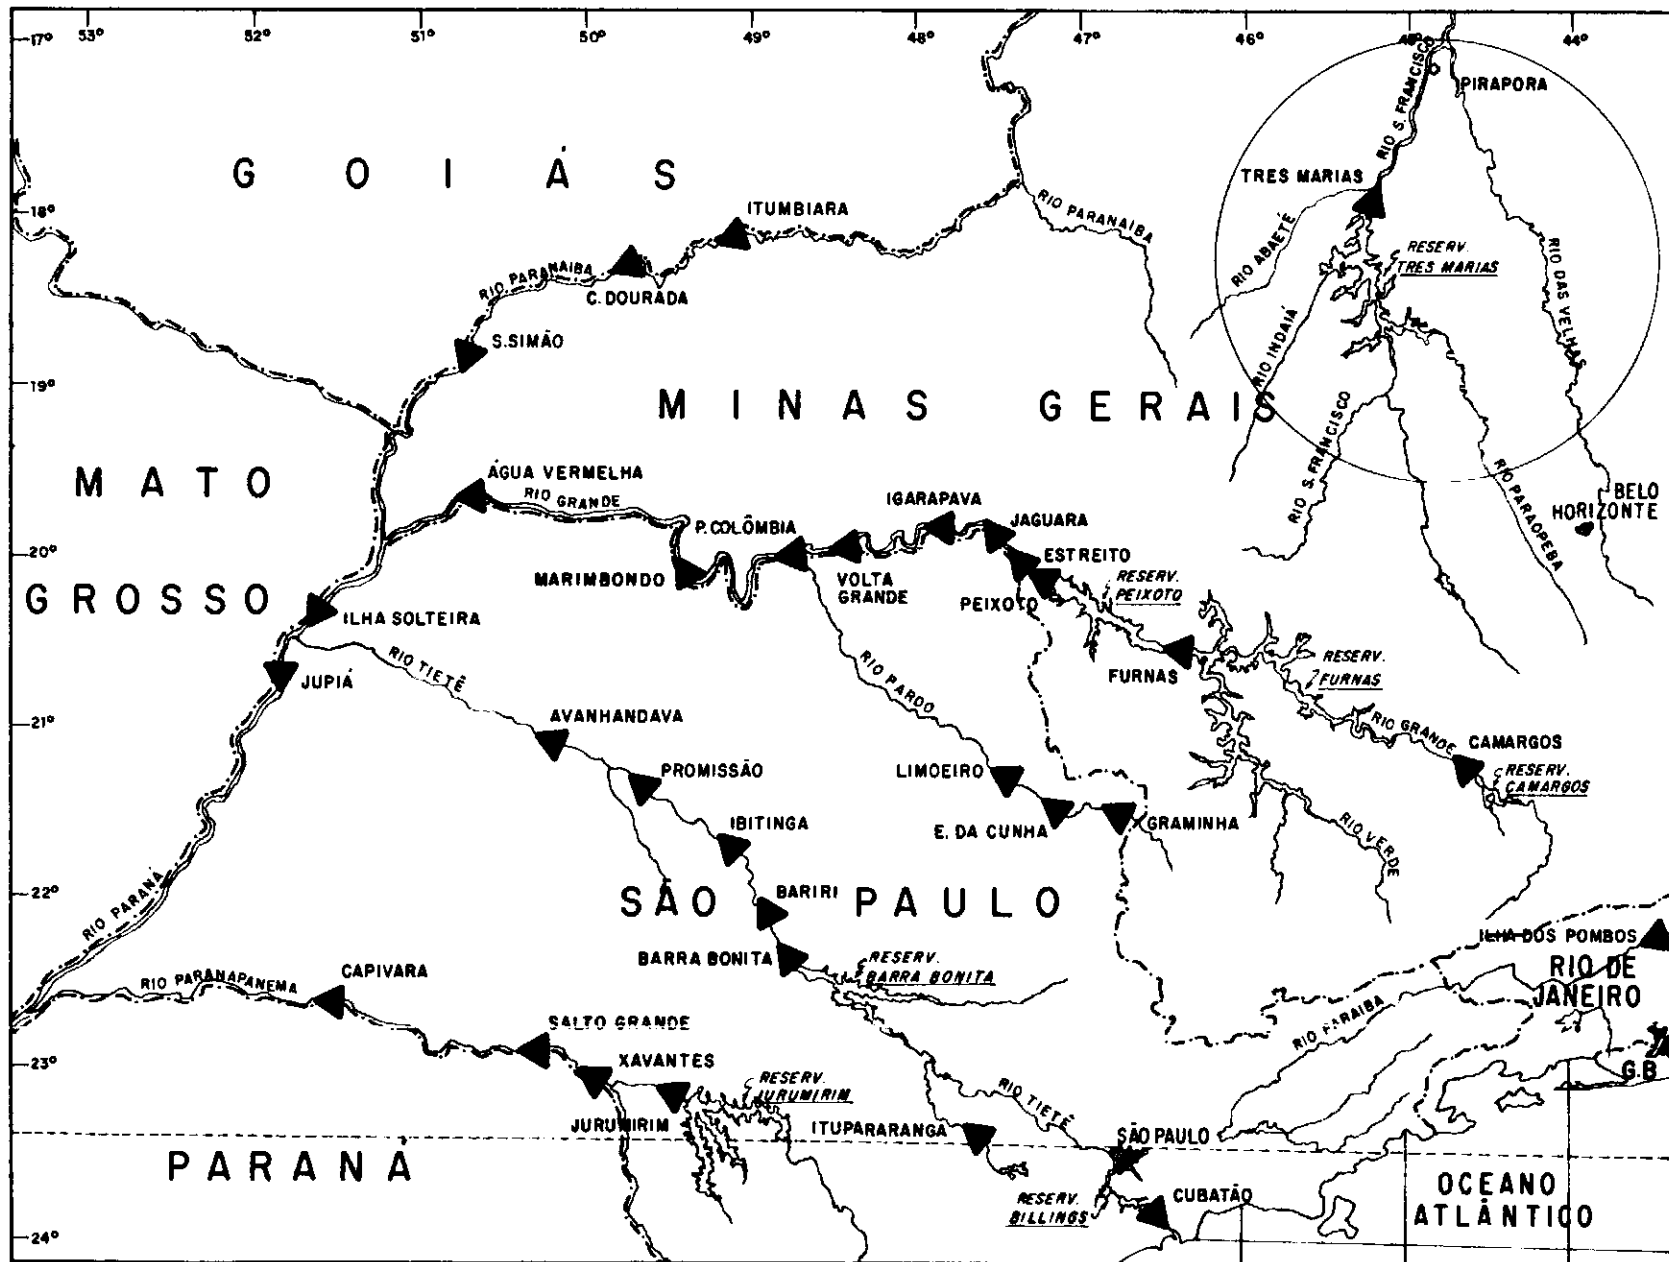 53° 52° 51° 50° 49° 48° 47° 46° 45° 44°
17°
RIO S. FRANCISCO
PIRAPORA
GOIÁS
TRES MARIAS
18°
ITUMBIARA
RIO PARANAIBA
RIO ABAETÉ
RESERV.
TRES MARIAS
RIO DAS VELHAS
RIO PARANAIBA
C. DOURADA
S.SIMÃO
RIO INDAIÁ
19°
MINAS GERAIS
RIO S. FRANCISCO
MATO
GROSSO
ÁGUA VERMELHA
RIO GRANDE
IGARAPAVA
JAGUARA
RIO PARAOPEBA
BELO
HORIZONTE
P. COLÔMBIA
20°
ESTREITO
MARIMBONDO
VOLTA
GRANDE
PEIXOTO
RESERV.
PEIXOTO
ILHA SOLTEIRA
RIO TIETÊ
RIO PARDO
FURNAS
RESERV.
FURNAS
JUPIÁ
21°
AVANHANDAVA
RIO GRANDE
CAMARGOS
PROMISSÃO
LIMOEIRO
RESERV.
CAMARGOS
IBITINGA
E. DA CUNHA
GRAMINHA
RIO VERDE
22°
RIO PARANÁ
SÃO PAULO
BARIRI
BARRA BONITA
RESERV.
BARRA BONITA
ILHA DOS POMBOS
RIO PARANAPANEMA
CAPIVARA
RIO DE
JANEIRO
RIO PARAIBA
SALTO GRANDE
23°
XAVANTES
G.B
RESERV.
JURUMIRIM
RIO TIETÊ
JURUMIRIM
ITUPARARANGA
SÃO PAULO
PARANÁ
RESERV.
BILLINGS
CUBATÃO
OCEANO
ATLÂNTICO
24°